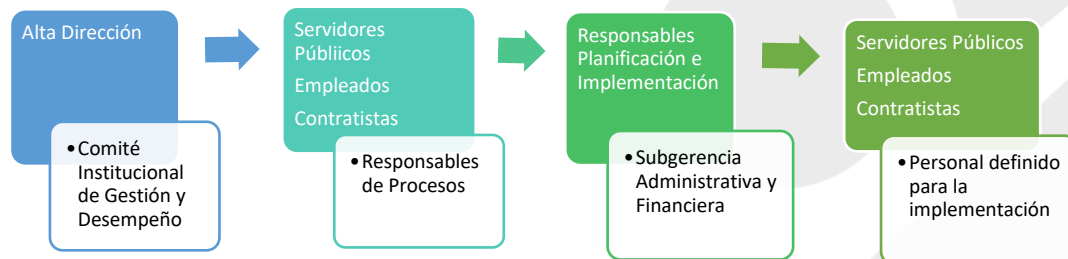 Alta Dirección
•Comité
Institucional
de Gestión y
Desempeño
Servidores
Públiicos
Empleados
Contratistas
•Responsables
de Procesos
Responsables
Planificación e
Implementación
•Subgerencia
Administrativa y
Financiera
Servidores Públicos
Empleados
Contratistas
•Personal definido
para la
implementación